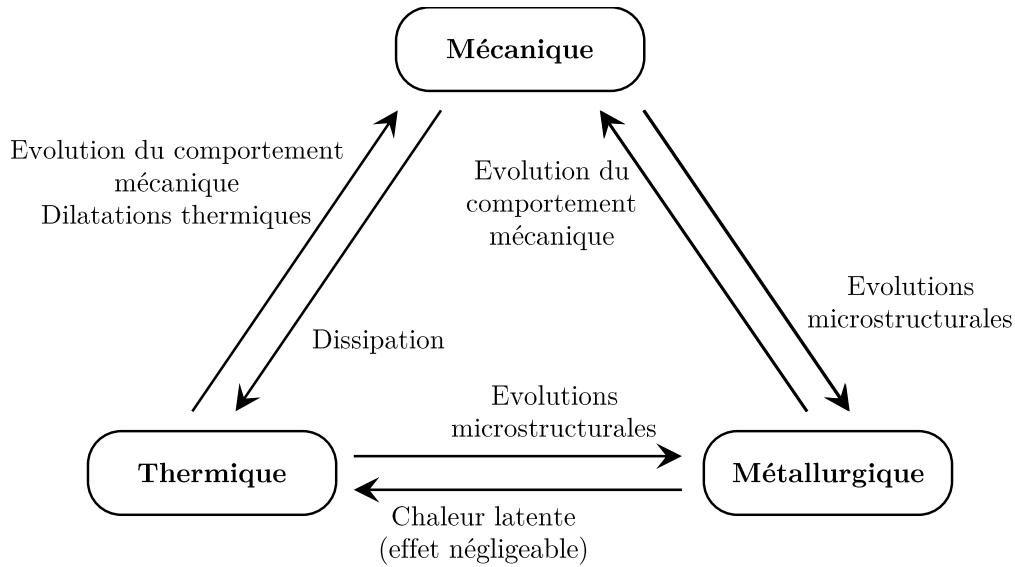 Mécanique
Evolution du comportement
mécanique
Dilatations thermiques
Evolution du
comportement
mécanique
Evolutions
microstructurales
Dissipation
Evolutions
microstructurales
Thermique
Métallurgique
Chaleur latente
(effet négligeable)